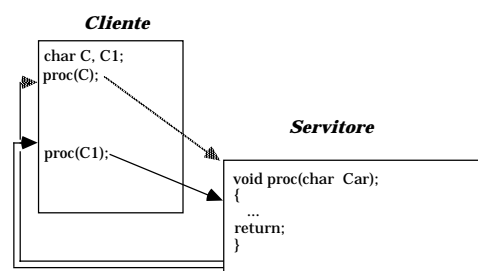 Cliente
char C, C1;
proc(C);
proc(C1);
Servitore
void proc(char Car);
{
...
return;
}